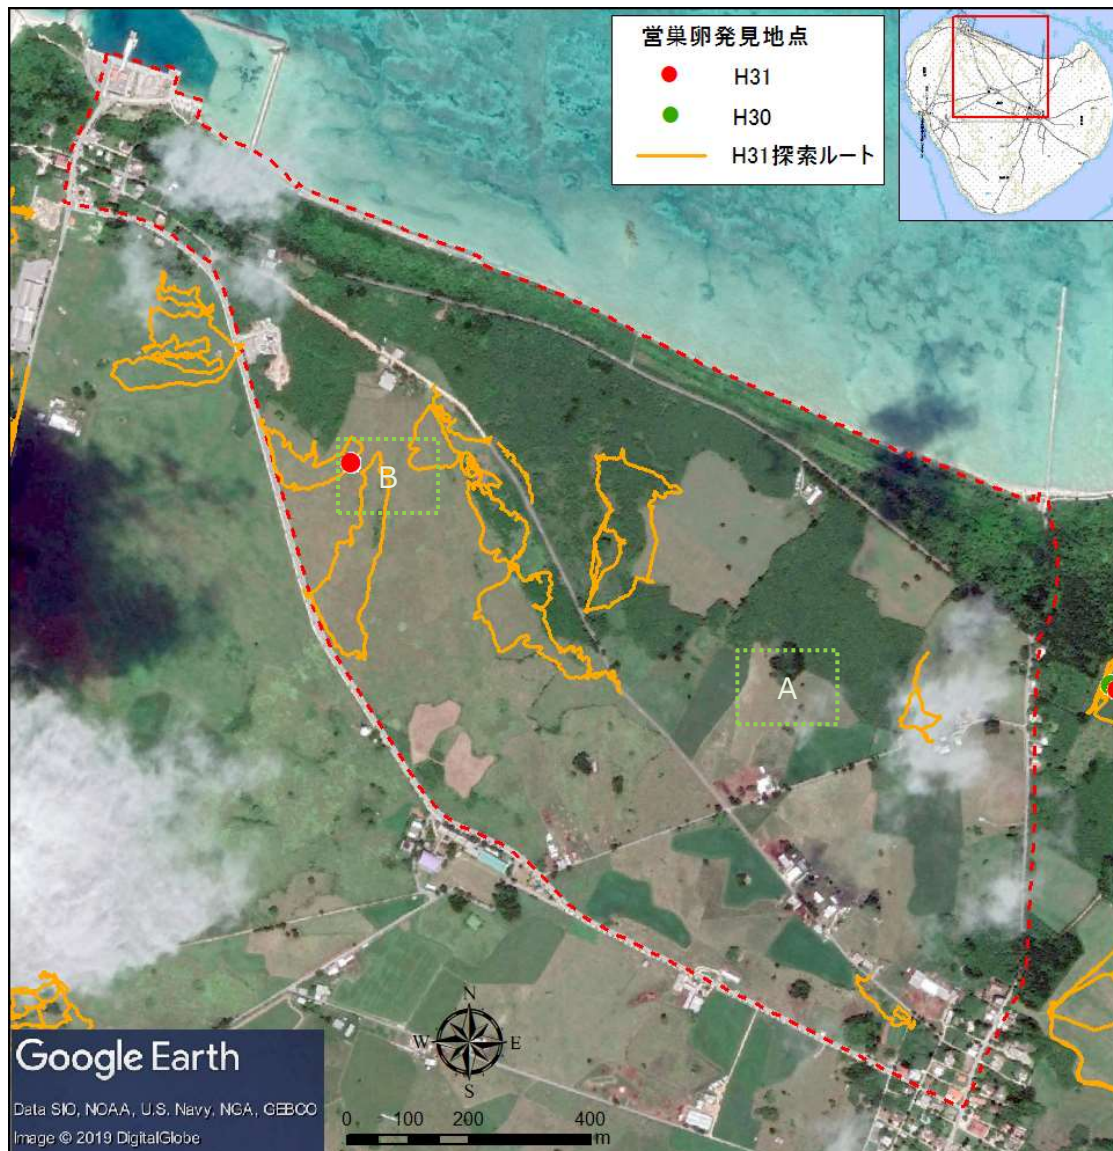 営巣卵発見地点
H31
H30
H31探索ルート
B
A
N
W
E
S
Google Earth
Data SIO, NOAA, U.S. Navy, NGA, GEBCO
Image © 2019 DigitalGlobe
0 100 200 400
m